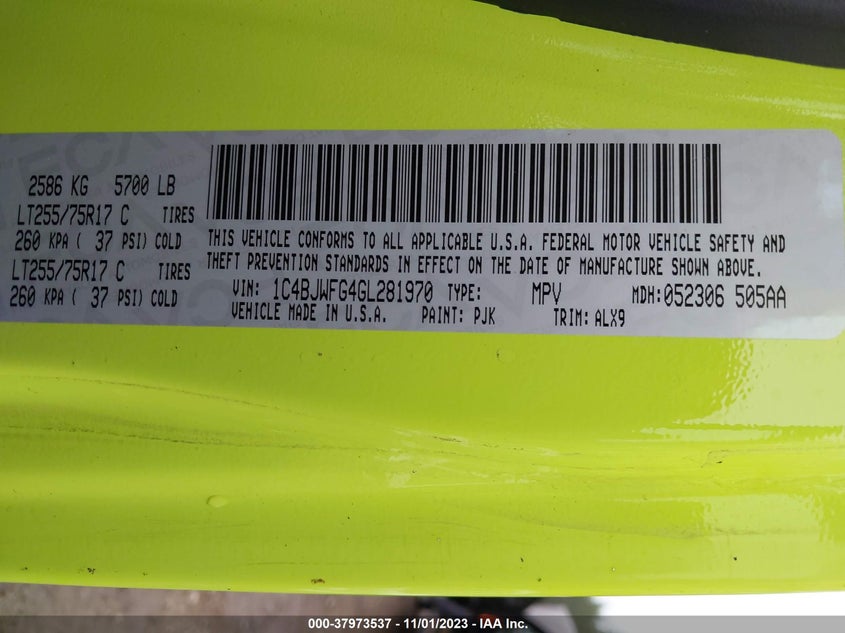 2586 KG 5700 LB
LT255/75R17 C TIRES
260 KPA ( 37 PSI) COLD
LT255/75R17 C TIRES
260 KPA ( 37 PSI) COLD
THIS VEHICLE CONFORMS TO ALL APPLICABLE U.S.A. FEDERAL MOTOR VEHICLE SAFETY AND
THEFT PREVENTION STANDARDS IN EFFECT ON THE DATE OF MANUFACTURE SHOWN ABOVE.
VIN: 1C4BJWFG4GL281970 TYPE: MPV MDH:052306 505AA
VEHICLE MADE IN U.S.A. PAINT: PJK TRIM: ALX9
000-37973537 - 11/01/2023 - IAA Inc.